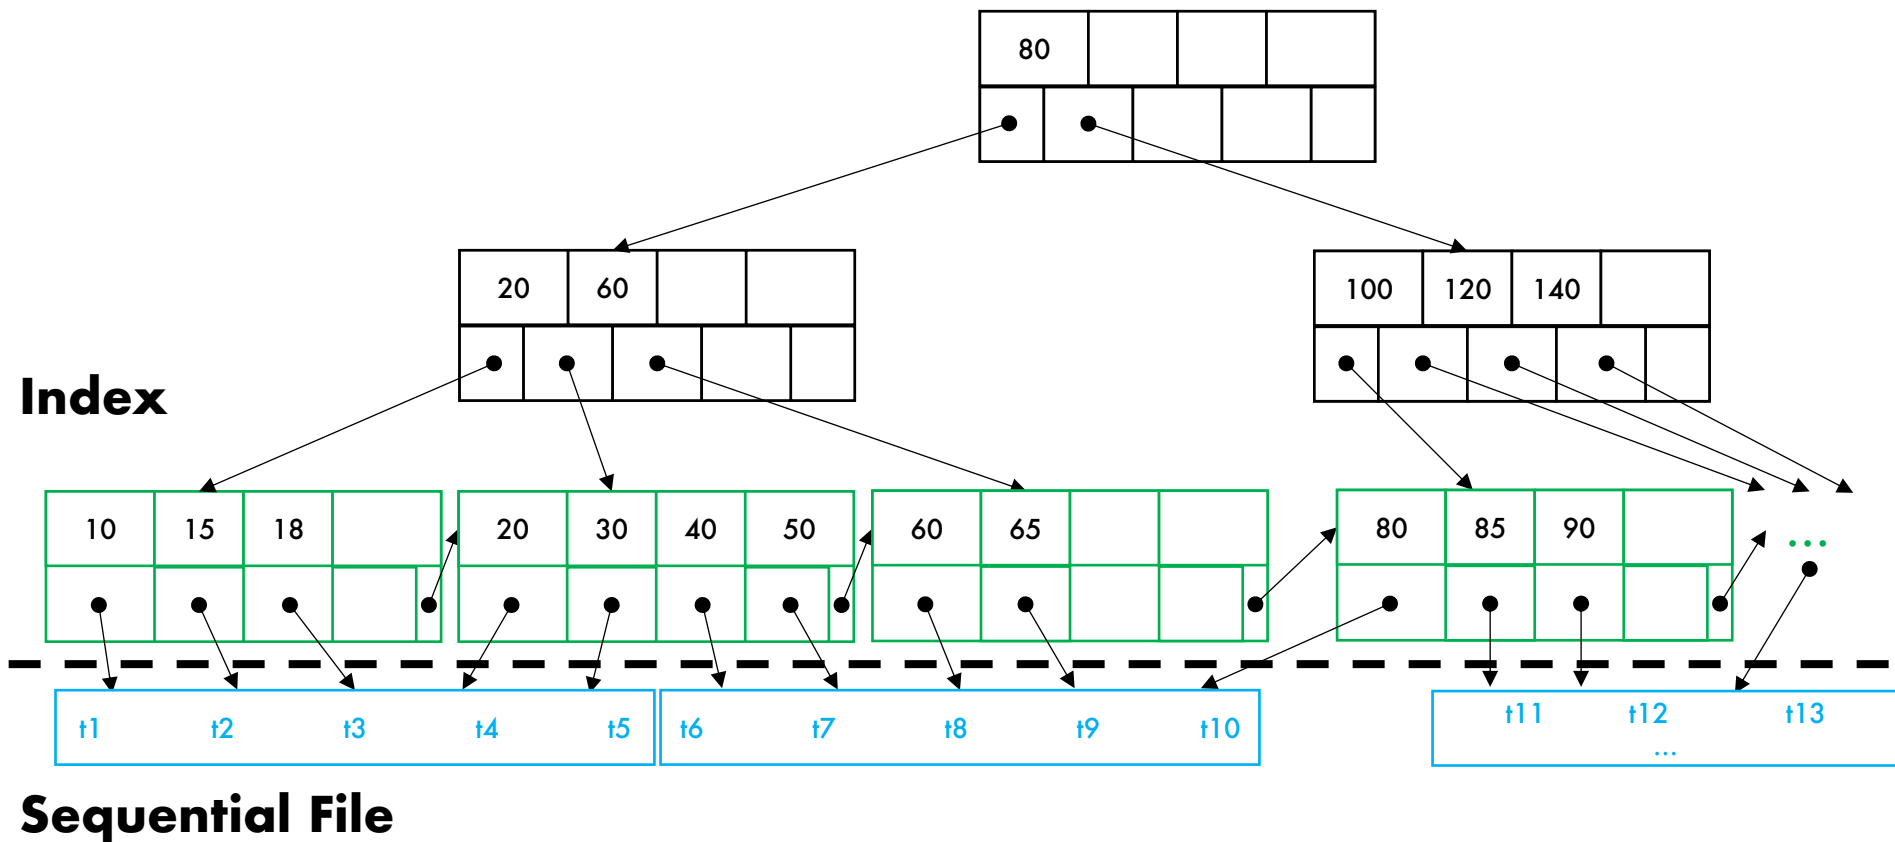 80
20 60
100 120 140
Index
10 15 18
20 30 40 50
60 65
80 85 90
...
t1 t2 t3 t4 t5
t6 t7 t8 t9 t10
t11 t12 t13
...
Sequential File